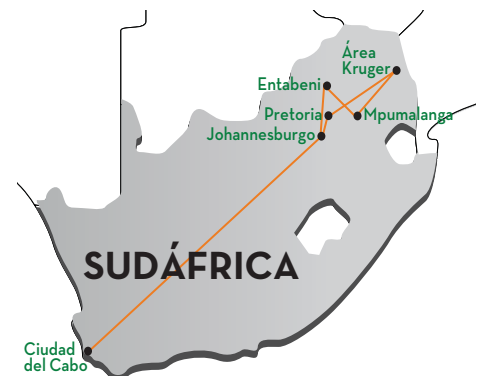 Área
Kruger
Entabeni
Pretoria
Mpumalanga
Johannesburgo
SUDÁFRICA
Ciudad
del Cabo